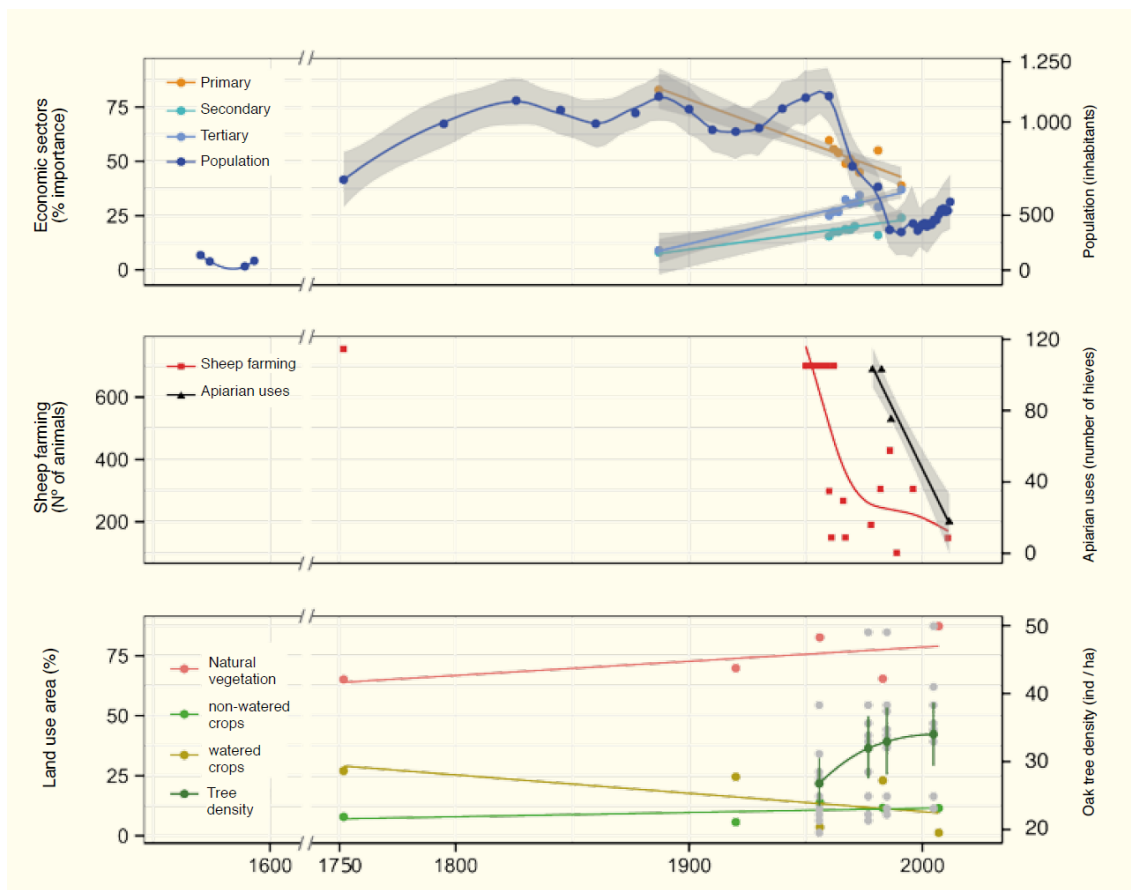 Economic sectors
(% importance)
75
50
25
0
Primary
Secondary
Tertiary
Population
1.250
1.000
500
0
Population (inhabitants)
Sheep farming
(N° of animals)
600
400
200
Sheep farming
Apiarian uses
120
80
40
0
Apiarian uses (number of hieves)
Land use area (%)
75
50
25
0
Natural
vegetation
non-watered
crops
watered
crops
Tree
density
50
40
30
20
Oak tree density (ind / ha)
1600
1750
1800
1900
2000